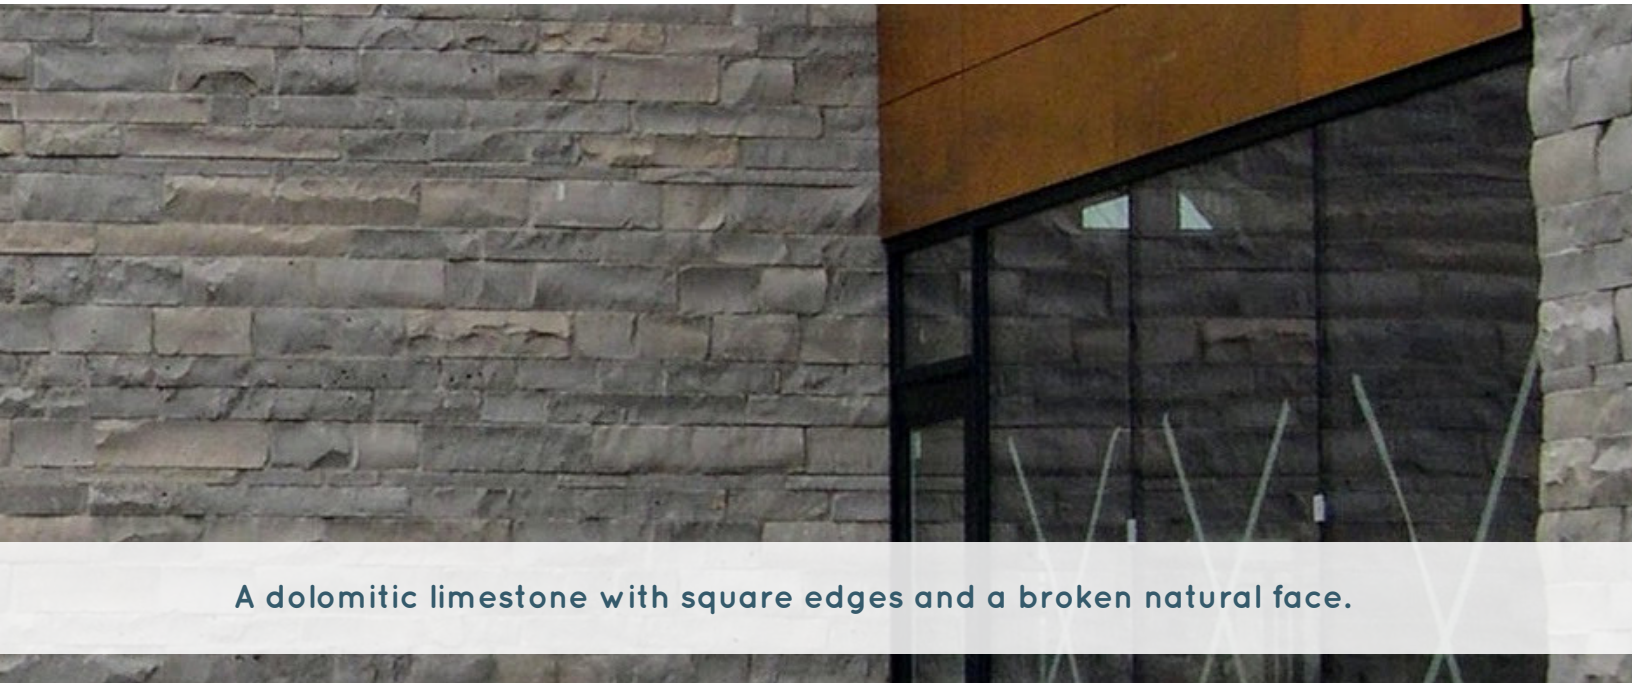 A dolomitic limestone with square edges and a broken natural face.